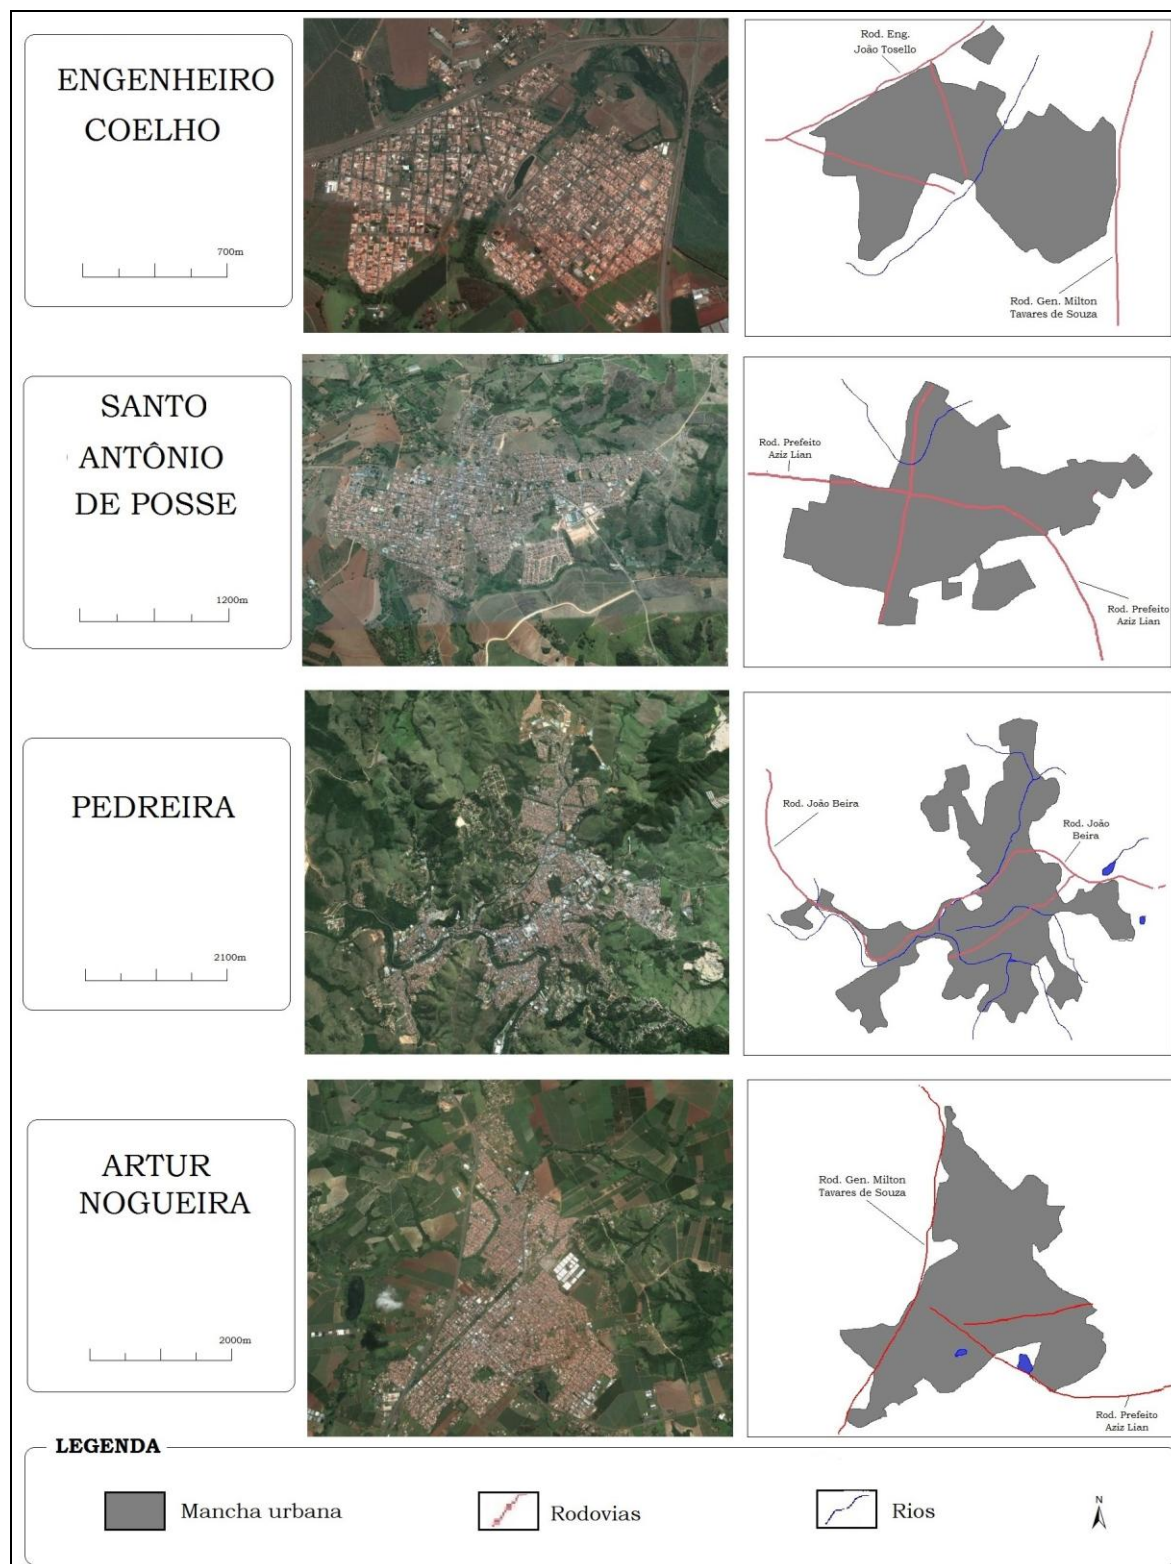 ENGENHEIRO
COELHO
700m
Rod. Eng.
João Tosello
Rod. Gen. Milton
Tavares de Souza
SANTO
ANTÔNIO
DE POSSE
1200m
Rod. Prefeito
Aziz Lian
Rod. Prefeito
Aziz Lian
PEDREIRA
2100m
Rod. João Beira
Rod. João
Beira
ARTUR
NOGUEIRA
2000m
Rod. Gen. Milton
Tavares de Souza
Rod. Prefeito
Aziz Lian
LEGENDA
Mancha urbana
Rodovias
Rios
N